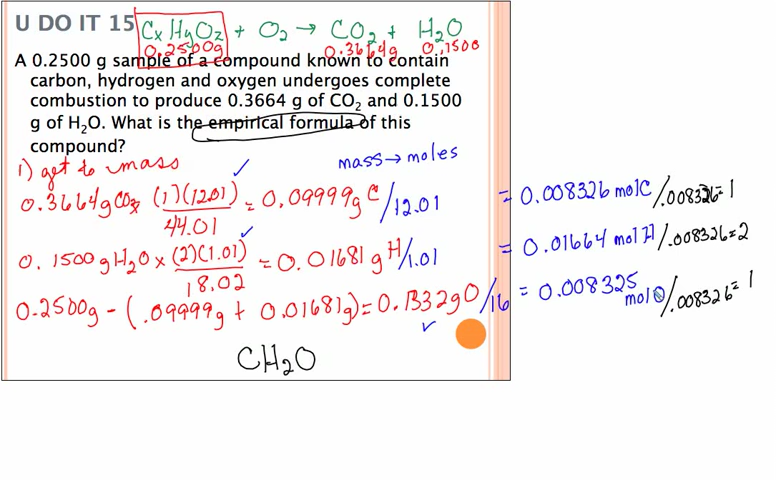 U DO IT 15 CxHyOz + O₂ → CO₂ + H₂O
0.2500g 0.3664g 0.1500
A 0.2500 g sample of a compound known to contain
carbon, hydrogen and oxygen undergoes complete
combustion to produce 0.3664 g of CO₂ and 0.1500
g of H₂O. What is the empirical formula of this
compound?
1) get to mass ✓ mass → moles
0.3664g CO₂ x (1)(12.01)/44.01 = 0.09999g C/12.01 = 0.008326 mol C/.008326 = 1
0.1500 g H₂O x (2)(1.01)/18.02 = 0.01681 g H/1.01 = 0.01664 mol H/.008326 = 2
0.2500g - (.09999g + 0.01681g) = 0.1332g O/16 = 0.008325 mol O/.008326 = 1
CH₂O